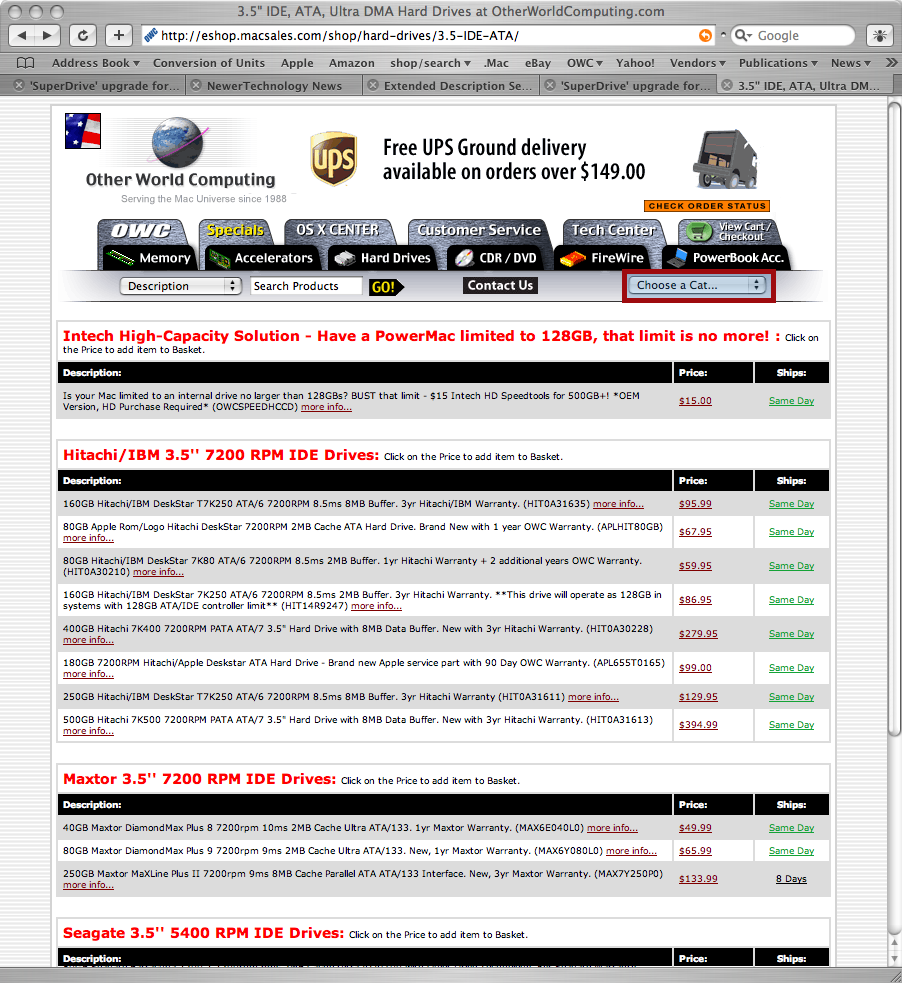 3.5" IDE, ATA, Ultra DMA Hard Drives at OtherWorldComputing.com
http://eshop.macsales.com/shop/hard-drives/3.5-IDE-ATA/
Google
Address Book Conversion of Units Apple Amazon shop/search .Mac eBay OWC Yahoo! Vendors Publications News
'SuperDrive' upgrade for... NewerTechnology News Extended Description Se... 'SuperDrive' upgrade for... 3.5" IDE, ATA, Ultra DM...
Other World Computing
Serving the Mac Universe since 1988
ups
Free UPS Ground delivery
available on orders over $149.00
CHECK ORDER STATUS
OWC Specials OS X CENTER Customer Service Tech Center View Cart / Checkout
Memory Accelerators Hard Drives CDR / DVD FireWire PowerBook Acc.
Description Search Products GO! Contact Us Choose a Cat...
Intech High-Capacity Solution - Have a PowerMac limited to 128GB, that limit is no more! : Click on
the Price to add item to Basket.
Description: Price: Ships:
Is your Mac limited to an internal drive no larger than 128GBs? BUST that limit - $15 Intech HD Speedtools for 500GB+! *OEM
Version, HD Purchase Required* (OWCSPEEDHCCD) more info... $15.00 Same Day
Hitachi/IBM 3.5'' 7200 RPM IDE Drives: Click on the Price to add item to Basket.
Description: Price: Ships:
160GB Hitachi/IBM DeskStar T7K250 ATA/6 7200RPM 8.5ms 8MB Buffer. 3yr Hitachi/IBM Warranty. (HIT0A31635) more info... $95.99 Same Day
80GB Apple Rom/Logo Hitachi DeskStar 7200RPM 2MB Cache ATA Hard Drive. Brand New with 1 year OWC Warranty. (APLHIT80GB)
more info... $67.95 Same Day
80GB Hitachi/IBM DeskStar 7K80 ATA/6 7200RPM 8.5ms 2MB Buffer. 1yr Hitachi Warranty + 2 additional years OWC Warranty.
(HIT0A30210) more info... $59.95 Same Day
160GB Hitachi/IBM DeskStar 7K250 ATA/6 7200RPM 8.5ms 2MB Buffer. 3yr Hitachi Warranty. **This drive will operate as 128GB in
systems with 128GB ATA/IDE controller limit** (HIT14R9247) more info... $86.95 Same Day
400GB Hitachi 7K400 7200RPM PATA ATA/7 3.5" Hard Drive with 8MB Data Buffer. New with 3yr Hitachi Warranty. (HIT0A30228)
more info... $279.95 Same Day
180GB 7200RPM Hitachi/Apple Deskstar ATA Hard Drive - Brand new Apple service part with 90 Day OWC Warranty. (APL655T0165)
more info... $99.00 Same Day
250GB Hitachi/IBM DeskStar T7K250 ATA/6 7200RPM 8.5ms 8MB Buffer. 3yr Hitachi Warranty (HIT0A31611) more info... $129.95 Same Day
500GB Hitachi 7K500 7200RPM PATA ATA/7 3.5" Hard Drive with 8MB Data Buffer. New with 3yr Hitachi Warranty. (HIT0A31613)
more info... $394.99 Same Day
Maxtor 3.5'' 7200 RPM IDE Drives: Click on the Price to add item to Basket.
Description: Price: Ships:
40GB Maxtor DiamondMax Plus 8 7200rpm 10ms 2MB Cache Ultra ATA/133. 1yr Maxtor Warranty. (MAX6E040L0) more info... $49.99 Same Day
80GB Maxtor DiamondMax Plus 9 7200rpm 9ms 2MB Cache Ultra ATA/133. New, 1yr Maxtor Warranty. (MAX6Y080L0) more info... $65.99 Same Day
250GB Maxtor MaXLine Plus II 7200rpm 9ms 8MB Cache Parallel ATA ATA/133 Interface. New, 3yr Maxtor Warranty. (MAX7Y250P0)
more info... $133.99 8 Days
Seagate 3.5'' 5400 RPM IDE Drives: Click on the Price to add item to Basket.
Description: Price: Ships: